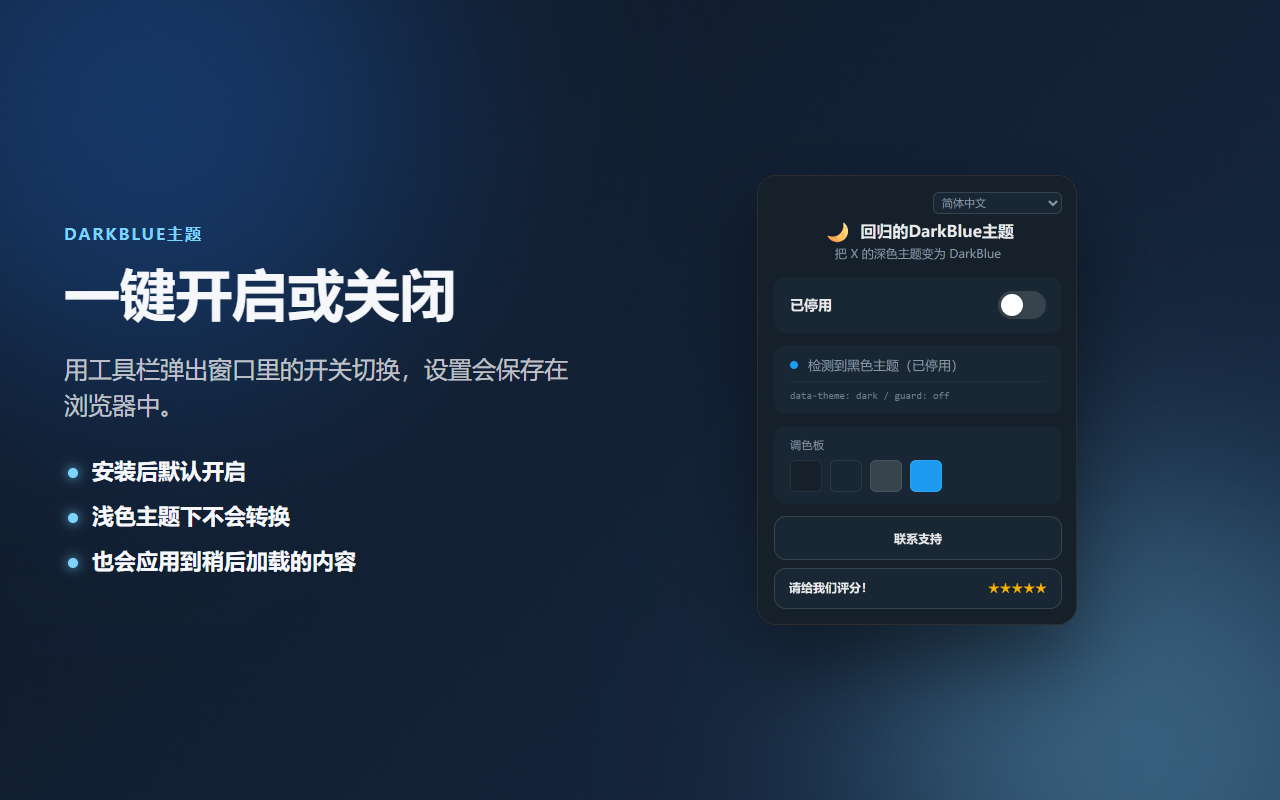 DARKBLUE主题
一键开启或关闭
用工具栏弹出窗口里的开关切换，设置会保存在
浏览器中。
安装后默认开启
浅色主题下不会转换
也会应用到稍后加载的内容
简体中文
🌙 回归的DarkBlue主题
把 X 的深色主题变为 DarkBlue
已停用
检测到黑色主题（已停用）
data-theme: dark / guard: off
调色板
联系支持
请给我们评分! ★★★★★